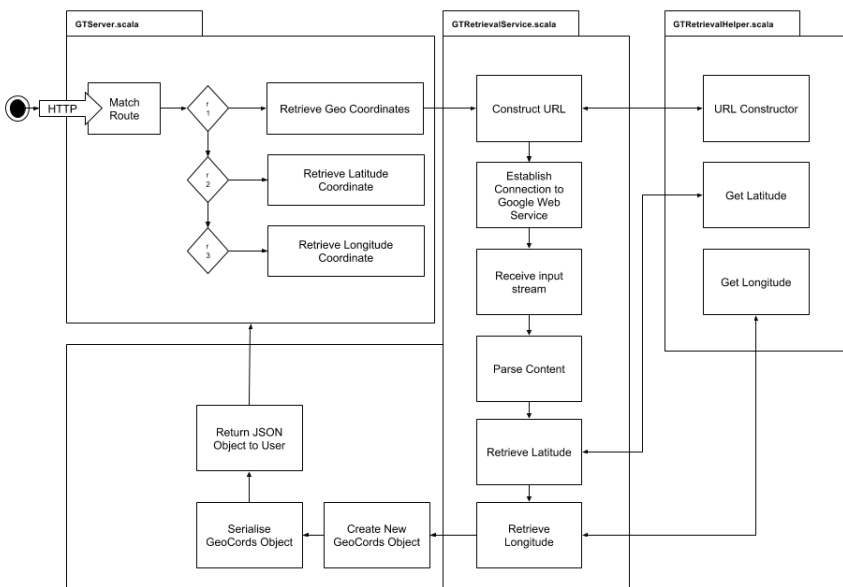 GTServer.scala
GTRetrievalService.scala
GTRetrievalHelper.scala
HTTP
Match
Route
r
1
Retrieve Geo Coordinates
Construct URL
URL Constructor
r
2
Retrieve Latitude
Coordinate
Establish
Connection to
Google Web
Service
Get Latitude
r
3
Retrieve Longitude
Coordinate
Receive input
stream
Get Longitude
Parse Content
Return JSON
Object to User
Retrieve Latitude
Serialise
GeoCords Object
Create New
GeoCords Object
Retrieve
Longitude